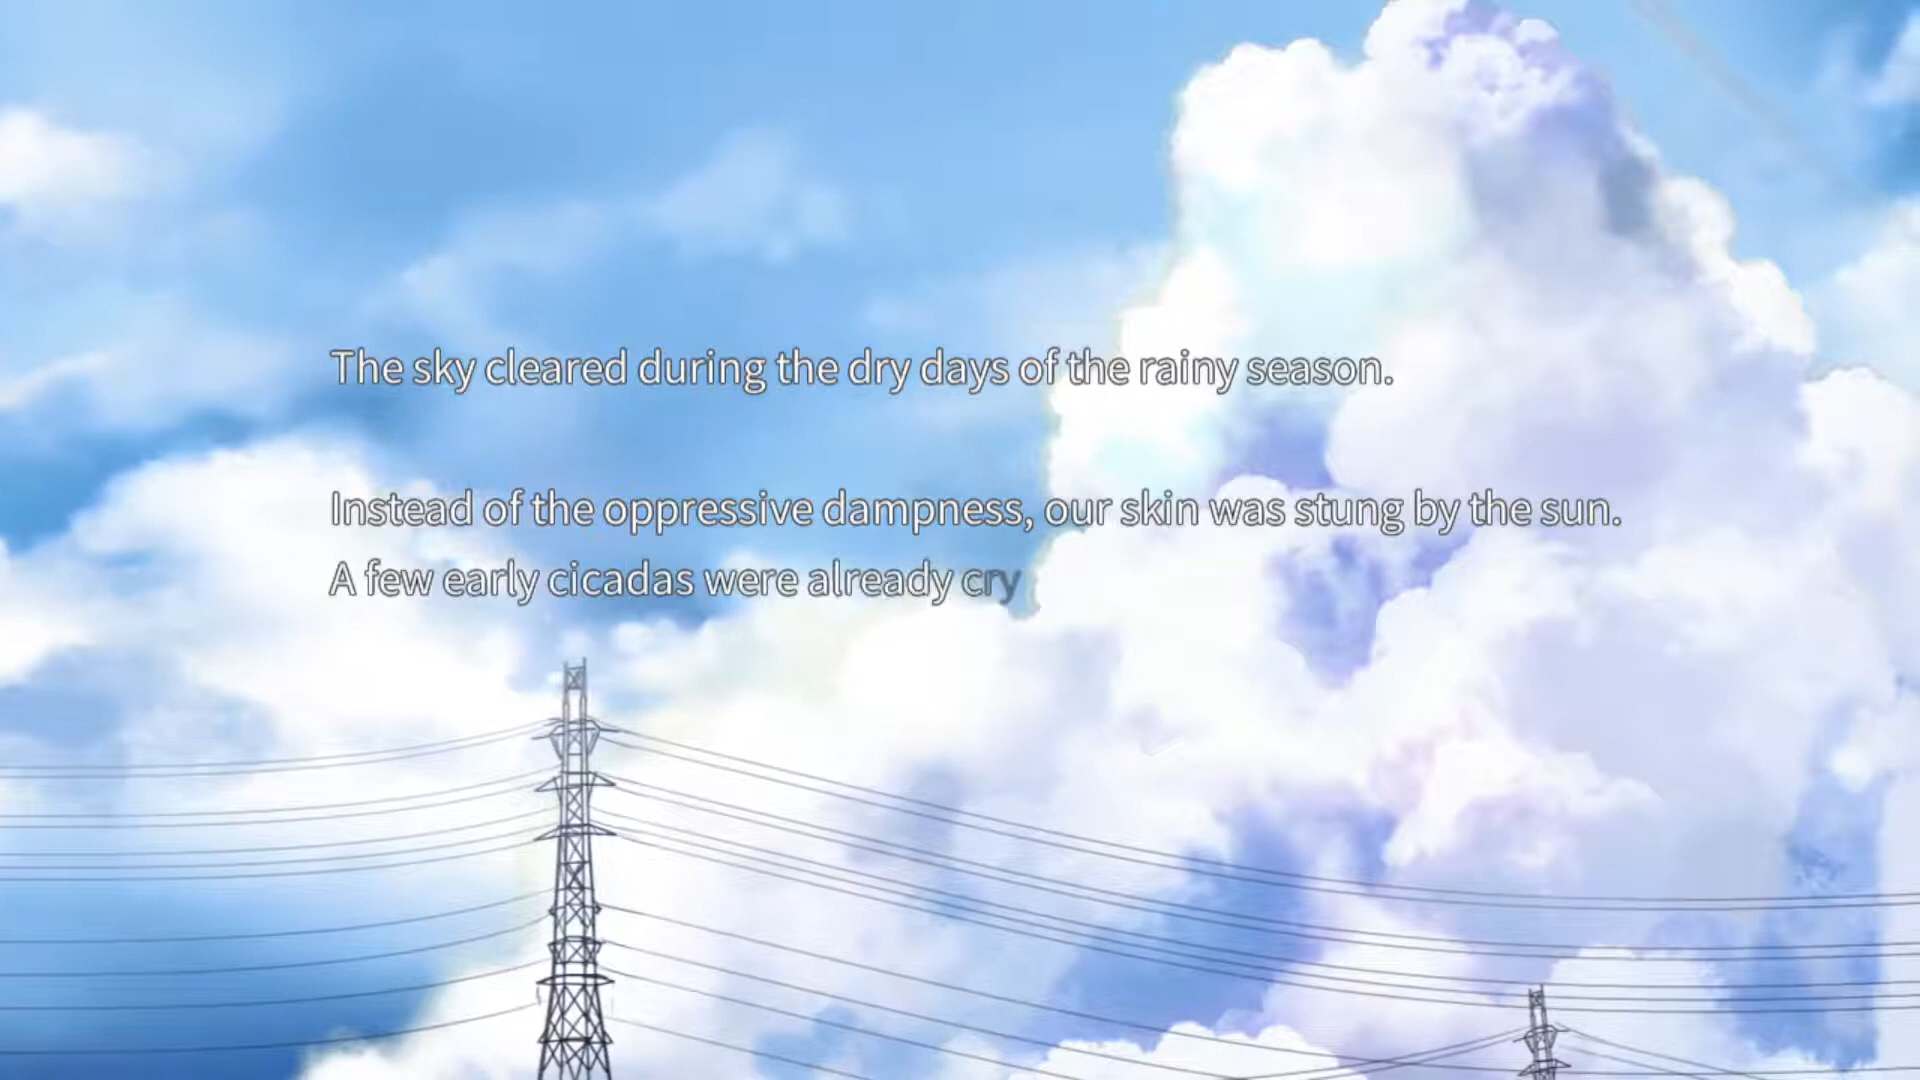 The sky cleared during the dry days of the rainy season.
Instead of the oppressive dampness, our skin was stung by the sun.
A few early cicadas were already cry